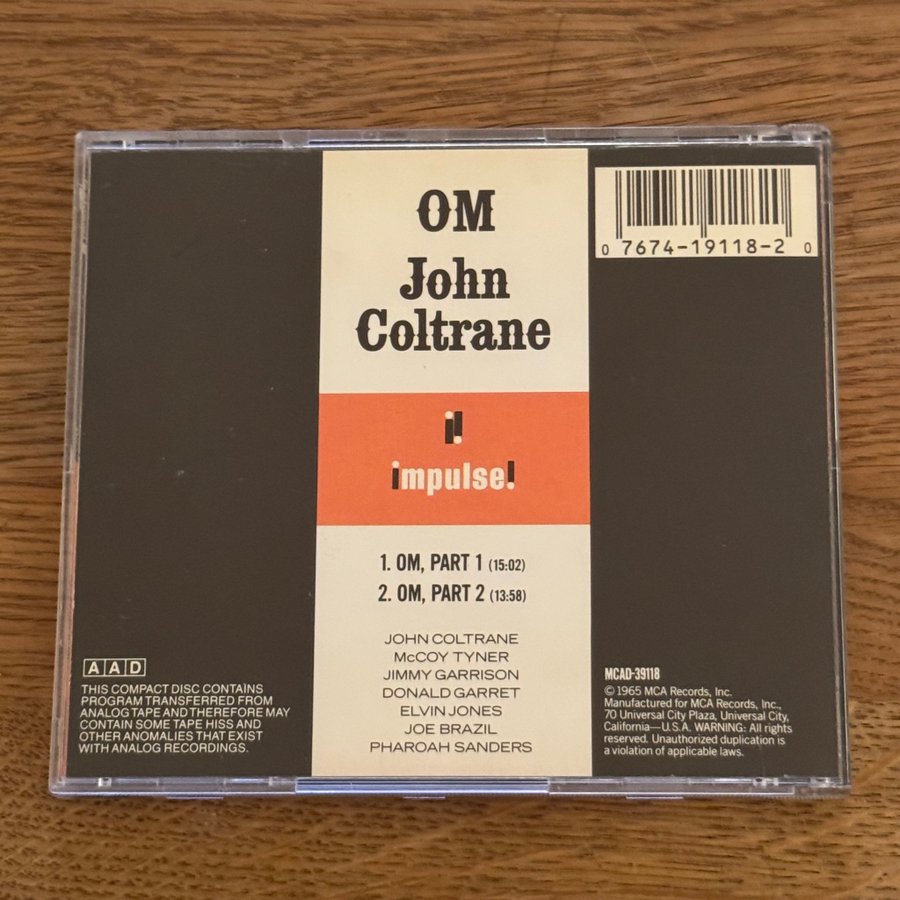 OM
John
Coltrane
0 7674-19118-2 0
i!
impulse!
1. OM, PART 1 (15:02)
2. OM, PART 2 (13:58)
JOHN COLTRANE
McCOY TYNER
JIMMY GARRISON
DONALD GARRET
ELVIN JONES
JOE BRAZIL
PHAROAH SANDERS
AAD
THIS COMPACT DISC CONTAINS
PROGRAM TRANSFERRED FROM
ANALOG TAPE AND THEREFORE MAY
CONTAIN SOME TAPE HISS AND
OTHER ANOMALIES THAT EXIST
WITH ANALOG RECORDINGS.
MCAD-39118
© 1965 MCA Records, Inc.
Manufactured for MCA Records, Inc.,
70 Universal City Plaza, Universal City,
California—U.S.A. WARNING: All rights
reserved. Unauthorized duplication is
a violation of applicable laws.